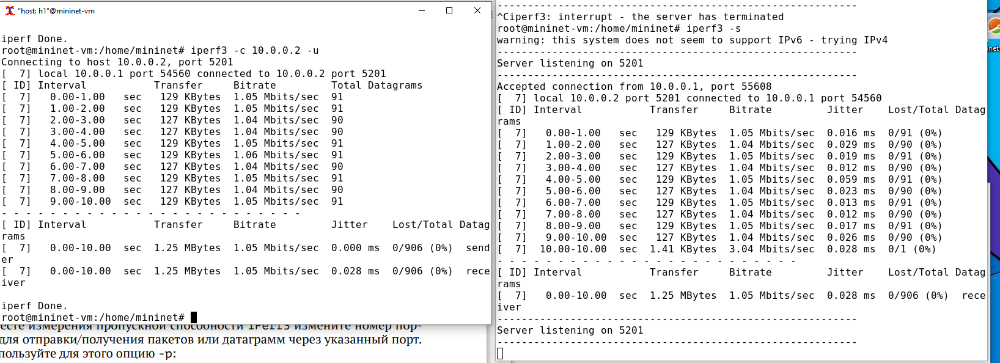 "host: h1"@mininet-vm
iperf Done.
root@mininet-vm:/home/mininet# iperf3 -c 10.0.0.2 -u
Connecting to host 10.0.0.2, port 5201
[  7] local 10.0.0.1 port 54560 connected to 10.0.0.2 port 5201
[ ID] Interval           Transfer     Bitrate         Total Datagrams
[  7]   0.00-1.00   sec   129 KBytes  1.05 Mbits/sec  91
[  7]   1.00-2.00   sec   129 KBytes  1.05 Mbits/sec  91
[  7]   2.00-3.00   sec   127 KBytes  1.04 Mbits/sec  90
[  7]   3.00-4.00   sec   127 KBytes  1.04 Mbits/sec  90
[  7]   4.00-5.00   sec   129 KBytes  1.05 Mbits/sec  91
[  7]   5.00-6.00   sec   129 KBytes  1.06 Mbits/sec  91
[  7]   6.00-7.00   sec   127 KBytes  1.04 Mbits/sec  90
[  7]   7.00-8.00   sec   129 KBytes  1.05 Mbits/sec  91
[  7]   8.00-9.00   sec   127 KBytes  1.04 Mbits/sec  90
[  7]   9.00-10.00  sec   129 KBytes  1.05 Mbits/sec  91
- - - - - - - - - - - - - - - - - - - - - - - - -
[ ID] Interval           Transfer     Bitrate         Jitter    Lost/Total Datag
rams
[  7]   0.00-10.00  sec  1.25 MBytes  1.05 Mbits/sec  0.000 ms  0/906 (0%)  send
er
[  7]   0.00-10.00  sec  1.25 MBytes  1.05 Mbits/sec  0.028 ms  0/906 (0%)  rece
iver
iperf Done.
root@mininet-vm:/home/mininet#
есте измерения пропускной способности iPerf3 измените номер пор-
для отправки/получения пакетов или датаграмм через указанный порт.
пользуйте для этого опцию -p:
-----------------------------------------------------------
^Ciperf3: interrupt - the server has terminated
root@mininet-vm:/home/mininet# iperf3 -s
warning: this system does not seem to support IPv6 - trying IPv4
-----------------------------------------------------------
Server listening on 5201
-----------------------------------------------------------
Accepted connection from 10.0.0.1, port 55608
[  7] local 10.0.0.2 port 5201 connected to 10.0.0.1 port 54560
[ ID] Interval           Transfer     Bitrate         Jitter    Lost/Total Datag
rams
[  7]   0.00-1.00   sec   129 KBytes  1.05 Mbits/sec  0.016 ms  0/91 (0%)
[  7]   1.00-2.00   sec   127 KBytes  1.04 Mbits/sec  0.029 ms  0/90 (0%)
[  7]   2.00-3.00   sec   129 KBytes  1.05 Mbits/sec  0.019 ms  0/91 (0%)
[  7]   3.00-4.00   sec   127 KBytes  1.04 Mbits/sec  0.012 ms  0/90 (0%)
[  7]   4.00-5.00   sec   129 KBytes  1.05 Mbits/sec  0.059 ms  0/91 (0%)
[  7]   5.00-6.00   sec   127 KBytes  1.04 Mbits/sec  0.023 ms  0/90 (0%)
[  7]   6.00-7.00   sec   129 KBytes  1.05 Mbits/sec  0.013 ms  0/91 (0%)
[  7]   7.00-8.00   sec   127 KBytes  1.04 Mbits/sec  0.012 ms  0/90 (0%)
[  7]   8.00-9.00   sec   129 KBytes  1.05 Mbits/sec  0.017 ms  0/91 (0%)
[  7]   9.00-10.00  sec   127 KBytes  1.04 Mbits/sec  0.026 ms  0/90 (0%)
[  7]  10.00-10.00  sec  1.41 KBytes  3.04 Mbits/sec  0.028 ms  0/1 (0%)
- - - - - - - - - - - - - - - - - - - - - - - - -
[ ID] Interval           Transfer     Bitrate         Jitter    Lost/Total Datag
rams
[  7]   0.00-10.00  sec  1.25 MBytes  1.05 Mbits/sec  0.028 ms  0/906 (0%)  rece
iver
-----------------------------------------------------------
Server listening on 5201
-----------------------------------------------------------